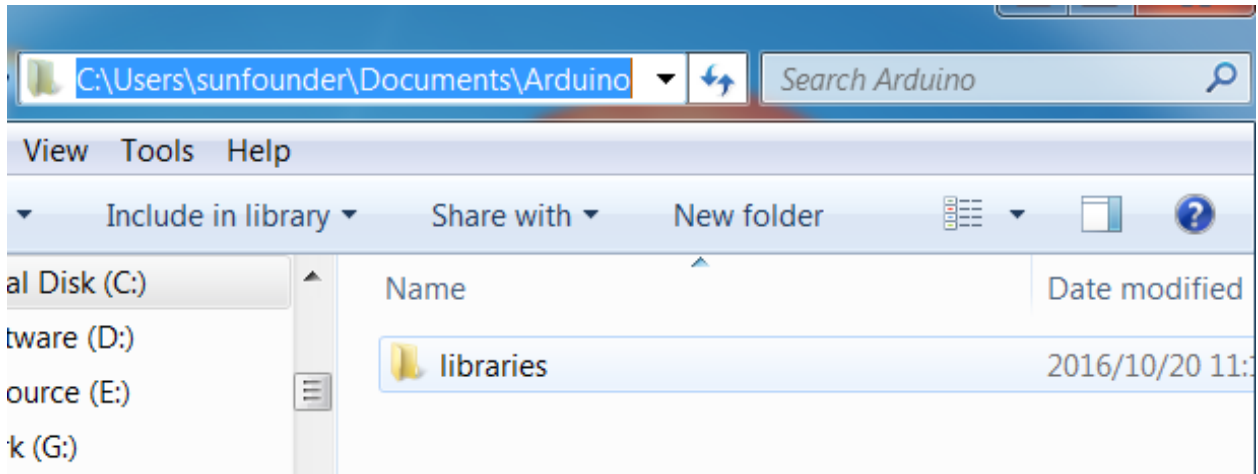 C:\Users\sunfounder\Documents\Arduino Search Arduino
View Tools Help
Include in library Share with New folder
al Disk (C:) Name Date modified
tware (D:)
libraries 2016/10/20 11:
ource (E:)
rk (G:)